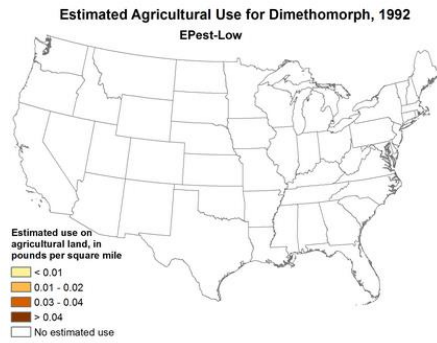 Estimated Agricultural Use for Dimethomorph, 1992
EPest-Low
Estimated use on
agricultural land, in
pounds per square mile
< 0.01
0.01 - 0.02
0.03 - 0.04
> 0.04
No estimated use